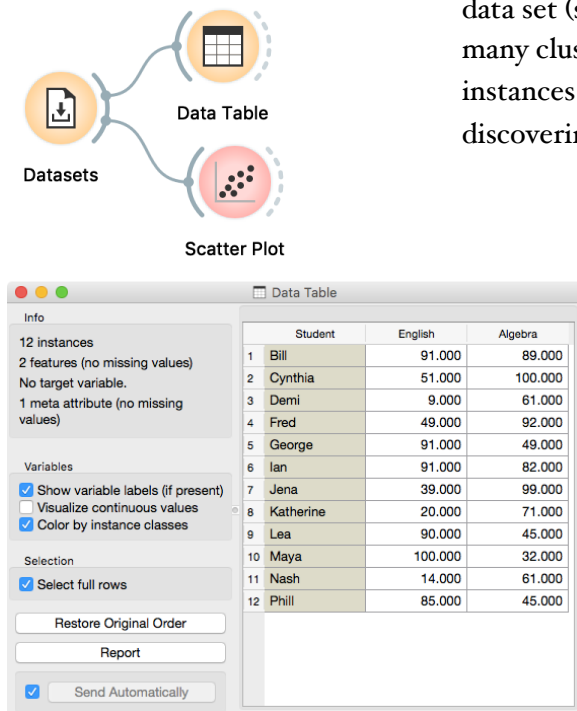 data set (s
many clus
instances
discoverin
Data Table
Datasets
Scatter Plot
Data Table
Info
12 instances
2 features (no missing values)
No target variable.
1 meta attribute (no missing
values)
Variables
Show variable labels (if present)
Visualize continuous values
Color by instance classes
Selection
Select full rows
Restore Original Order
Report
Send Automatically
Student English Algebra
1 Bill 91.000 89.000
2 Cynthia 51.000 100.000
3 Demi 9.000 61.000
4 Fred 49.000 92.000
5 George 91.000 49.000
6 Ian 91.000 82.000
7 Jena 39.000 99.000
8 Katherine 20.000 71.000
9 Lea 90.000 45.000
10 Maya 100.000 32.000
11 Nash 14.000 61.000
12 Phill 85.000 45.000